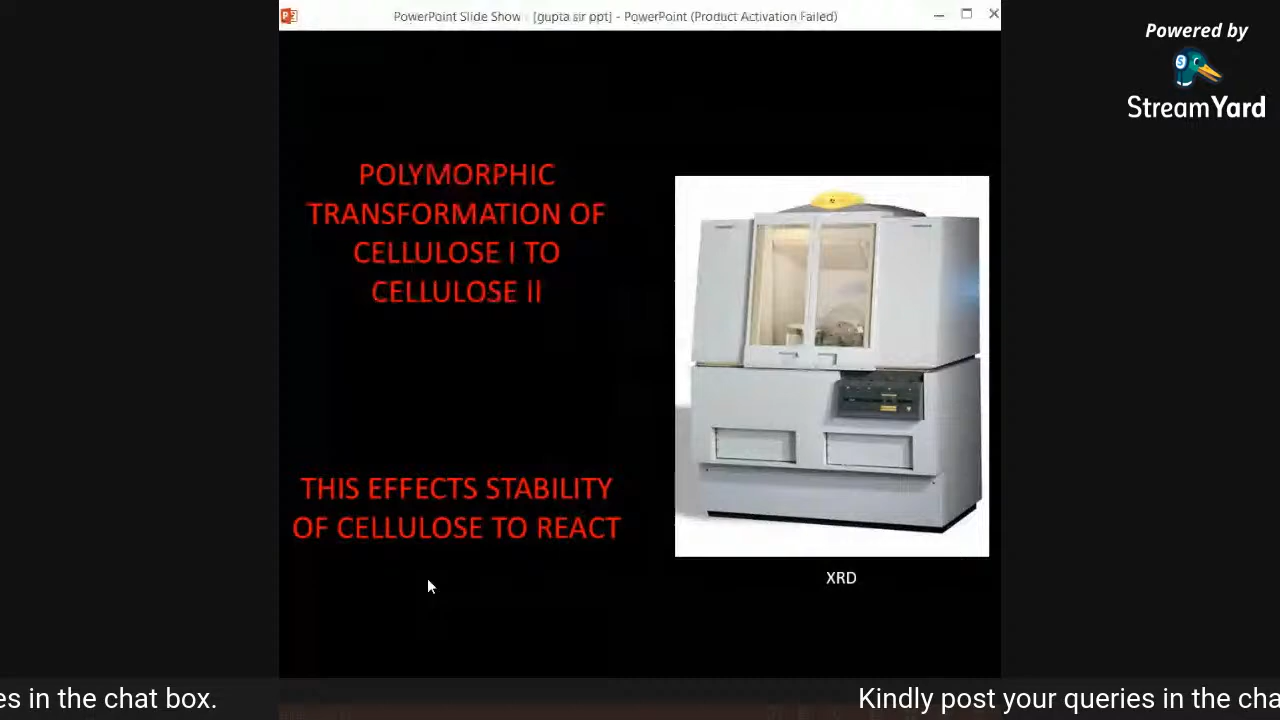 PowerPoint Slide Show - [gupta sir ppt] - PowerPoint (Product Activation Failed)
Powered by
StreamYard
POLYMORPHIC
TRANSFORMATION OF
CELLULOSE I TO
CELLULOSE II
THIS EFFECTS STABILITY
OF CELLULOSE TO REACT
XRD
es in the chat box.
Kindly post your queries in the cha